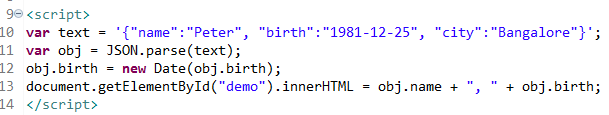 9 <script>
10 var text = '{"name":"Peter", "birth":"1981-12-25", "city":"Bangalore"}';
11 var obj = JSON.parse(text);
12 obj.birth = new Date(obj.birth);
13 document.getElementById("demo").innerHTML = obj.name + ", " + obj.birth;
14 </script>